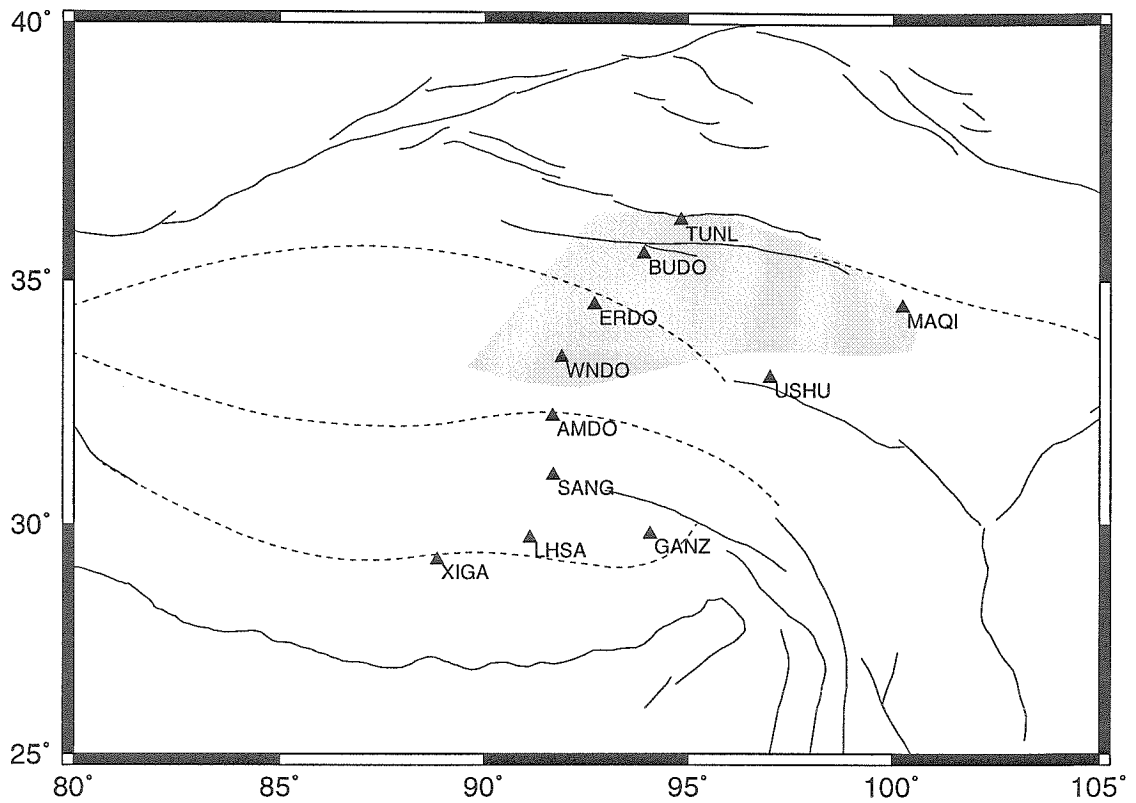 40°
TUNL
BUDO
35°
ERDO
MAQI
WNDO
USHU
AMDO
SANG
30°
LHSA
GANZ
XIGA
25°
80°
85°
90°
95°
100°
105°